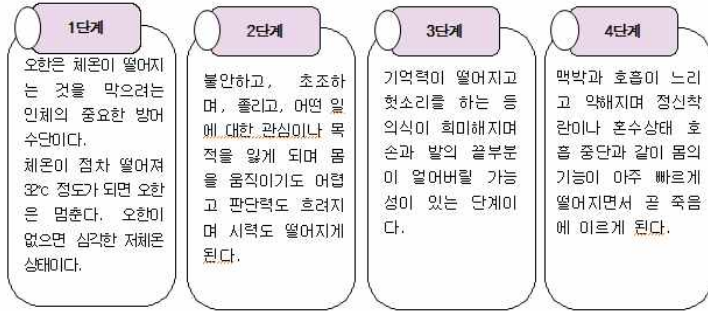 1단계
오한은 체온이 떨어지
는 것을 막으려는
인체의 중요한 방어
수단이다.
체온이 점차 떨어져
32℃ 정도가 되면 오한
은 멈춘다. 오한이
없으면 심각한 저체온
상태이다.
2단계
불안하고, 초조하
며, 졸리고, 어떤 일
에 대한 관심이나 목
적을 잃게 되며 몸
을 움직이기도 어렵
고 판단력도 흐려지
며 시력도 떨어지게
된다.
3단계
기억력이 떨어지고
헛소리를 하는 등
의식이 희미해지며
손과 발의 끝부분
이 얼어버릴 가능
성이 있는 단계이
다.
4단계
맥박과 호흡이 느리
고 약해지며 정신착
란이나 혼수상태 호
흡 중단과 같이 몸의
기능이 아주 빠르게
떨어지면서 곧 죽음
에 이르게 된다.